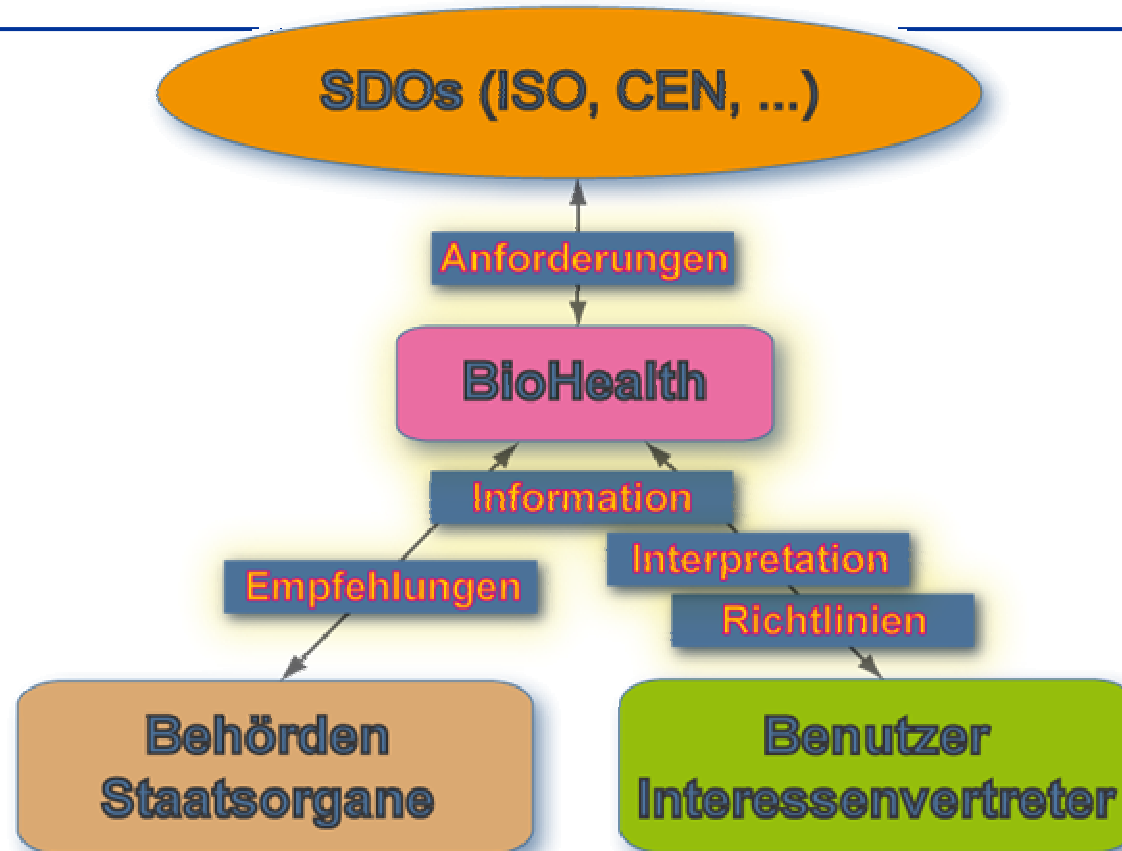 SDOs (ISO, CEN, ...)
Anforderungen
BioHealth
Information
Interpretation
Empfehlungen
Richtlinien
Behörden
Staatsorgane
Benutzer
Interessenvertreter